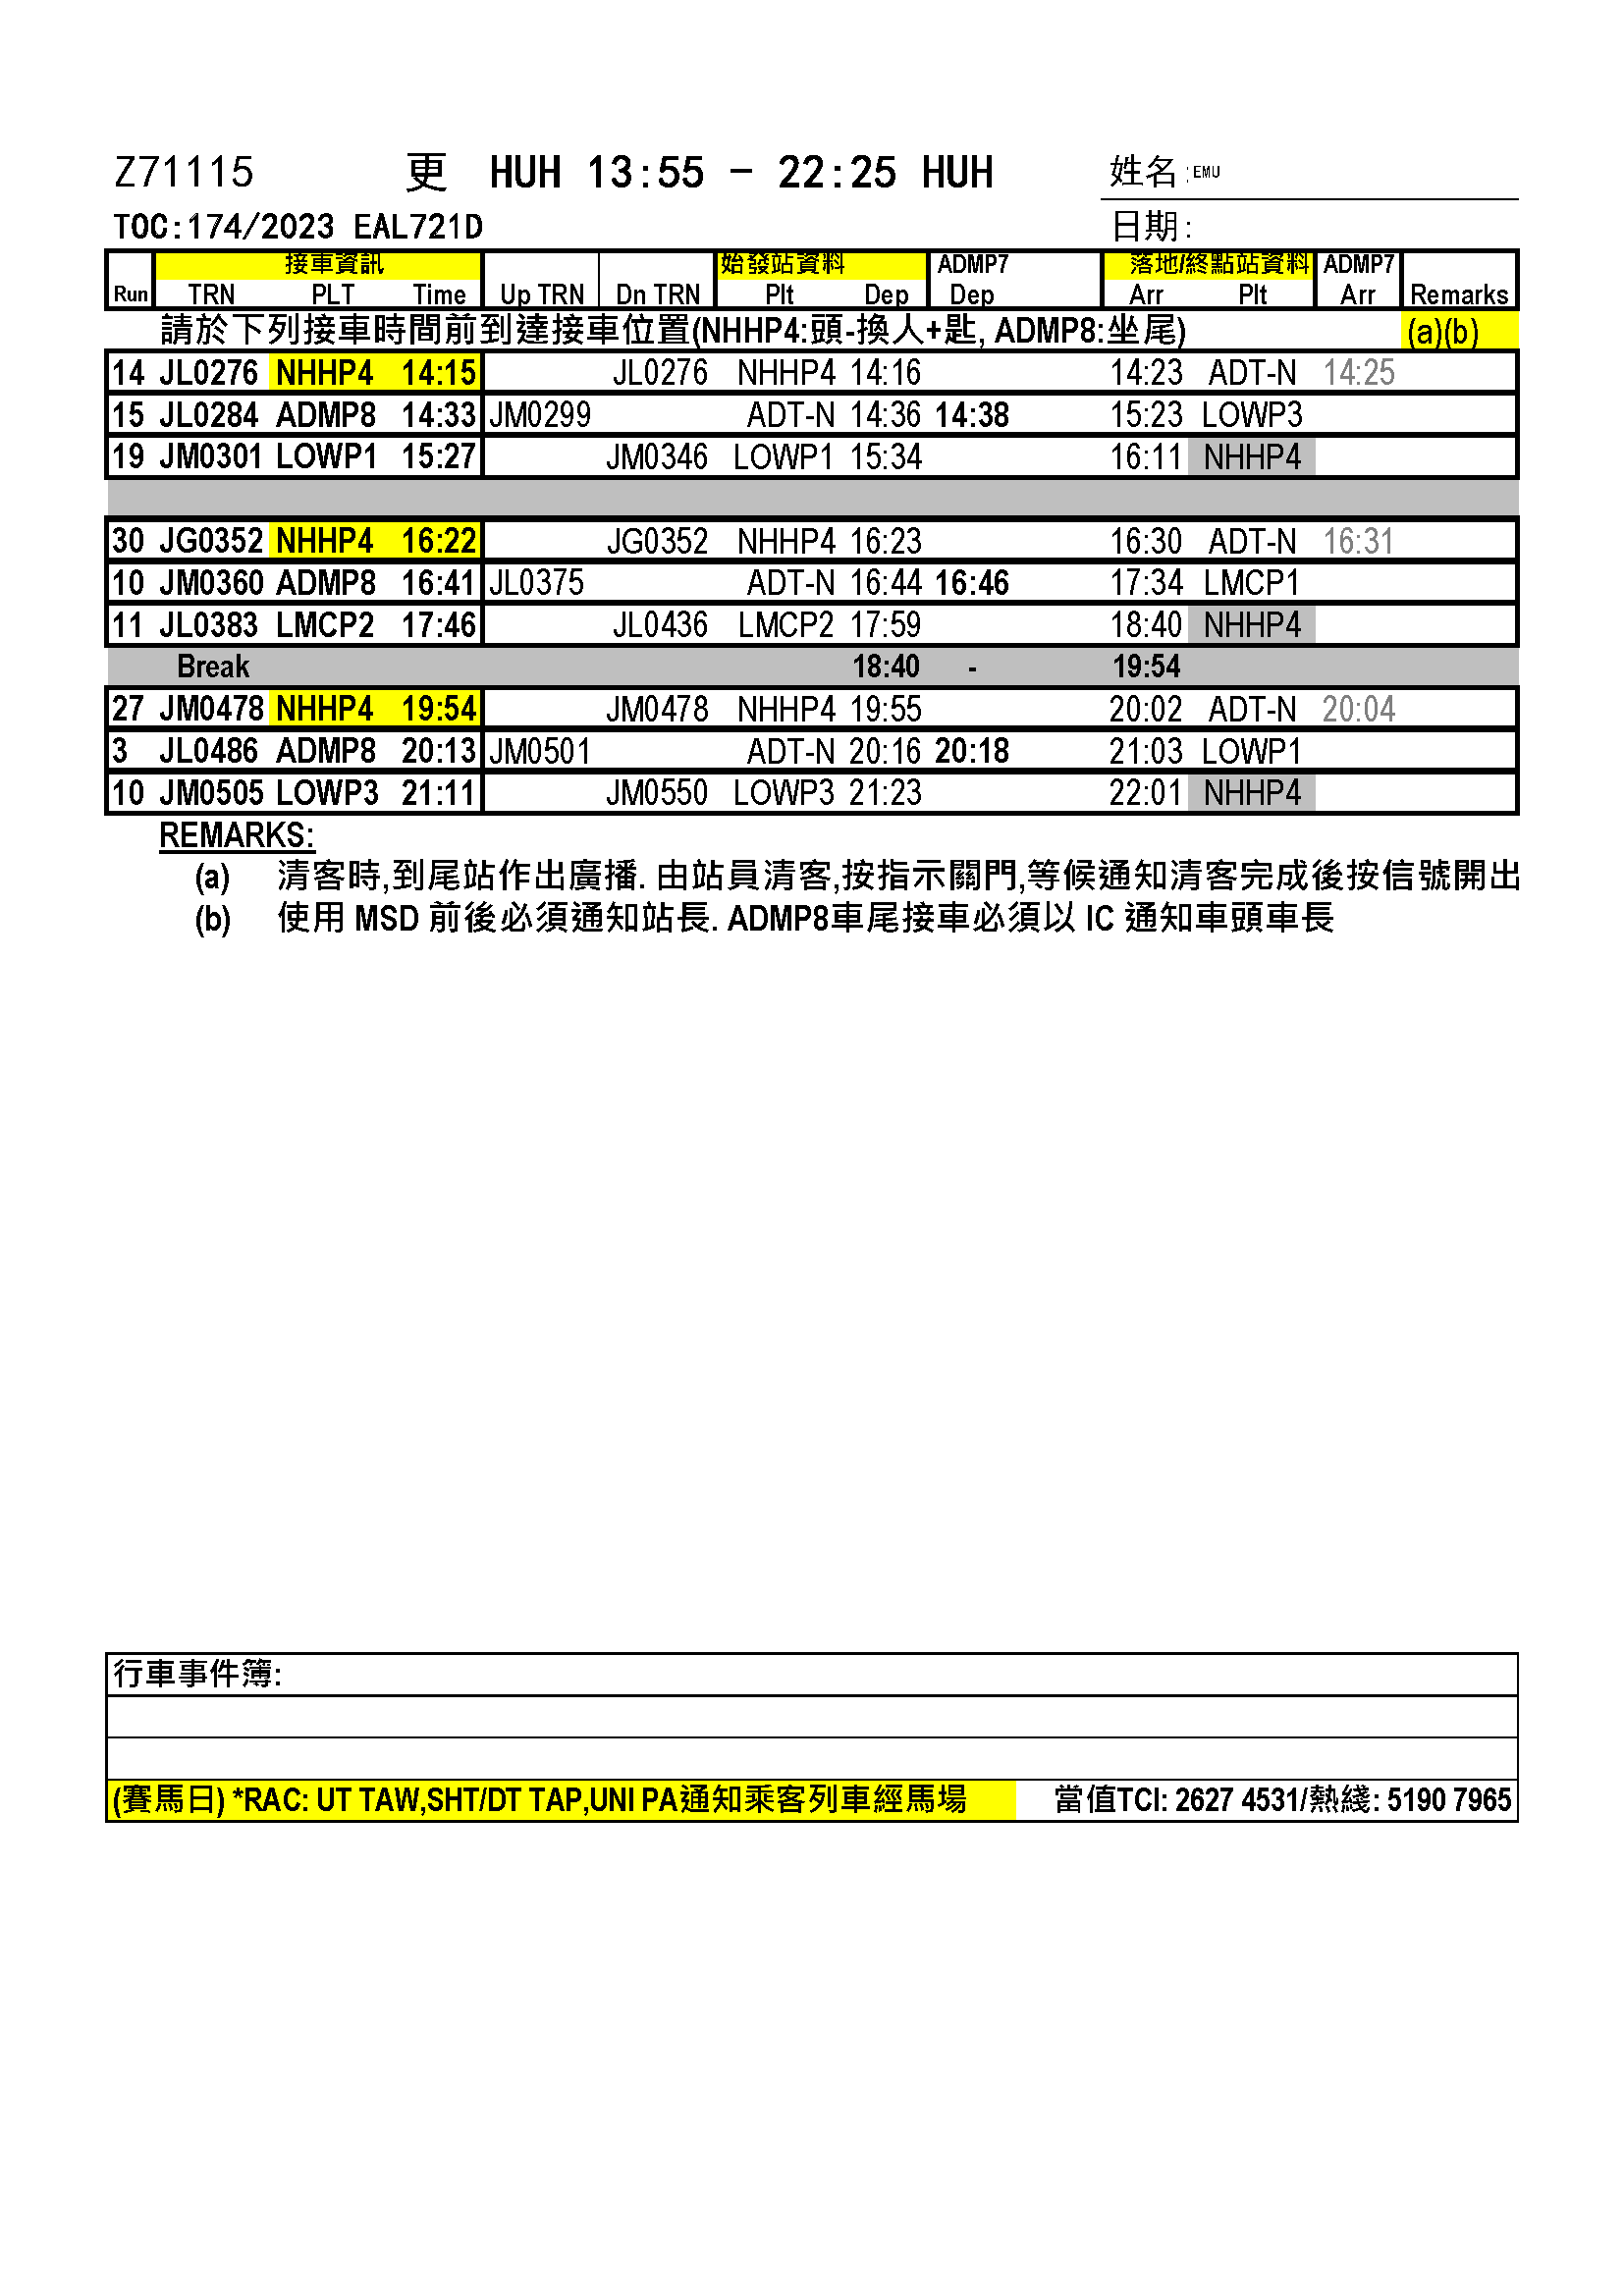 Z71115 更 HUH 13:55 - 22:25 HUH 姓名:EMU
TOC:174/2023 EAL721D 日期:
接車資訊 始發站資料 ADMP7 落地/終點站資料 ADMP7
Run TRN PLT Time Up TRN Dn TRN Plt Dep Dep Arr Plt Arr Remarks
請於下列接車時間前到達接車位置(NHHP4:頭-換人+匙, ADMP8:坐尾) (a)(b)
14 JL0276 NHHP4 14:15 JL0276 NHHP4 14:16 14:23 ADT-N 14:25
15 JL0284 ADMP8 14:33 JM0299 ADT-N 14:36 14:38 15:23 LOWP3
19 JM0301 LOWP1 15:27 JM0346 LOWP1 15:34 16:11 NHHP4
30 JG0352 NHHP4 16:22 JG0352 NHHP4 16:23 16:30 ADT-N 16:31
10 JM0360 ADMP8 16:41 JL0375 ADT-N 16:44 16:46 17:34 LMCP1
11 JL0383 LMCP2 17:46 JL0436 LMCP2 17:59 18:40 NHHP4
Break 18:40 - 19:54
27 JM0478 NHHP4 19:54 JM0478 NHHP4 19:55 20:02 ADT-N 20:04
3 JL0486 ADMP8 20:13 JM0501 ADT-N 20:16 20:18 21:03 LOWP1
10 JM0505 LOWP3 21:11 JM0550 LOWP3 21:23 22:01 NHHP4
REMARKS:
(a) 清客時,到尾站作出廣播. 由站員清客,按指示關門,等候通知清客完成後按信號開出
(b) 使用 MSD 前後必須通知站長. ADMP8車尾接車必須以 IC 通知車頭車長
行車事件簿:
(賽馬日) *RAC: UT TAW,SHT/DT TAP,UNI PA通知乘客列車經馬場 當值TCI: 2627 4531/熱綫: 5190 7965